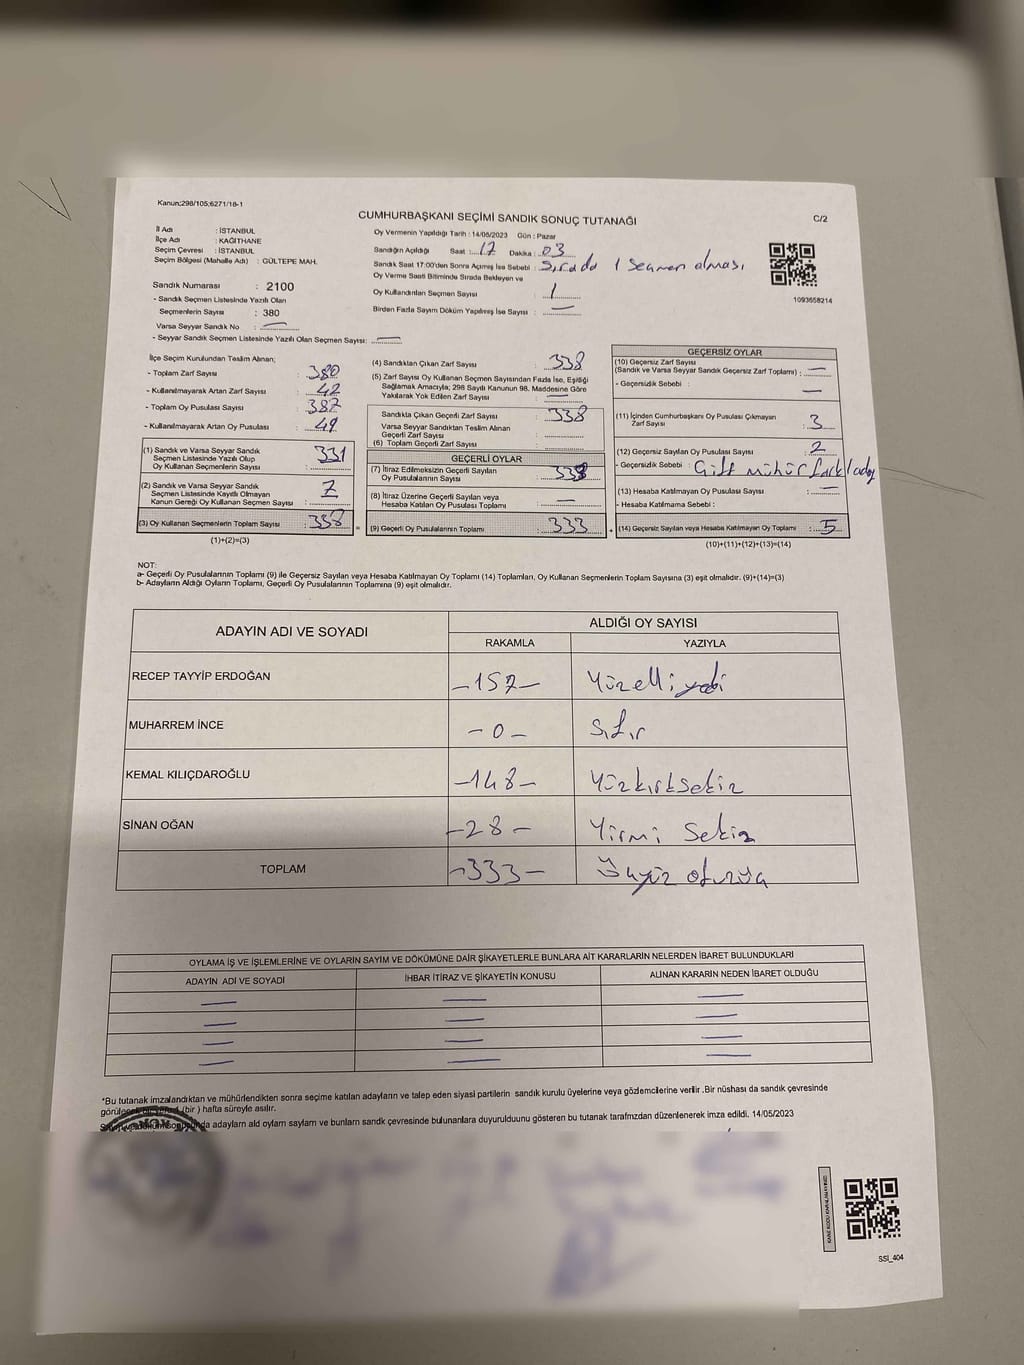 Kanun:298/105;6271/18-1
CUMHURBAŞKANI SEÇİMİ SANDIK SONUÇ TUTANAĞI
C/2
İl Adı : İSTANBUL
İlçe Adı : KAĞITHANE
Seçim Çevresi : İSTANBUL
Seçim Bölgesi (Mahalle Adı) : GÜLTEPE MAH.
Sandık Numarası : 2100
- Sandık Seçmen Listesinde Yazılı Olan
Seçmenlerin Sayısı : 380
Varsa Seyyar Sandık No : —
- Seyyar Sandık Seçmen Listesinde Yazılı Olan Seçmen Sayısı: —
Oy Vermenin Yapıldığı Tarih : 14/05/2023 Gün : Pazar
Sandığın Açıldığı Saat : 17 Dakika : 03
Sandık Saat 17:00'den Sonra Açılmış İse Sebebi : Sırada 1 Seçmen olması
Oy Verme Saati Bitiminde Sırada Bekleyen ve
Oy Kullandırılan Seçmen Sayısı : 1
Birden Fazla Sayım Döküm Yapılmış İse Sayısı : —
1093658214
İlçe Seçim Kurulundan Teslim Alınan;
- Toplam Zarf Sayısı : 380
- Kullanılmayarak Artan Zarf Sayısı : 42
- Toplam Oy Pusulası Sayısı : 387
- Kullanılmayarak Artan Oy Pusulası : 49
(1) Sandık ve Varsa Seyyar Sandık
Seçmen Listesinde Yazılı Olup
Oy Kullanan Seçmenlerin Sayısı : 331
(2) Sandık ve Varsa Seyyar Sandık
Seçmen Listesinde Kayıtlı Olmayan
Kanun Gereği Oy Kullanan Seçmen Sayısı : 7
(3) Oy Kullanan Seçmenlerin Toplam Sayısı : 338
(1)+(2)=(3)
(4) Sandıktan Çıkan Zarf Sayısı : 338
(5) Zarf Sayısı Oy Kullanan Seçmen Sayısından Fazla İse, Eşitliği
Sağlamak Amacıyla; 298 Sayılı Kanunun 98. Maddesine Göre
Yakılarak Yok Edilen Zarf Sayısı : —
Sandıkta Çıkan Geçerli Zarf Sayısı : 338
Varsa Seyyar Sandıktan Teslim Alınan
Geçerli Zarf Sayısı :
(6) Toplam Geçerli Zarf Sayısı :
GEÇERLİ OYLAR
(7) İtiraz Edilmeksizin Geçerli Sayılan
Oy Pusulalarının Sayısı :
(8) İtiraz Üzerine Geçerli Sayılan veya
Hesaba Katılan Oy Pusulası Toplamı : —
(9) Geçerli Oy Pusulalarının Toplamı : 333
GEÇERSİZ OYLAR
(10) Geçersiz Zarf Sayısı
(Sandık ve Varsa Seyyar Sandık Geçersiz Zarf Toplamı) : —
- Geçersizlik Sebebi : —
(11) İçinden Cumhurbaşkanı Oy Pusulası Çıkmayan
Zarf Sayısı : 3
(12) Geçersiz Sayılan Oy Pusulası Sayısı : 2
- Geçersizlik Sebebi : Çift mühür farklı aday
(13) Hesaba Katılmayan Oy Pusulası Sayısı : —
- Hesaba Katılmama Sebebi :
(14) Geçersiz Sayılan veya Hesaba Katılmayan Oy Toplamı : 5
(10)+(11)+(12)+(13)=(14)
NOT:
a- Geçerli Oy Pusulalarının Toplamı (9) ile Geçersiz Sayılan veya Hesaba Katılmayan Oy Toplamı (14) Toplamları, Oy Kullanan Seçmenlerin Toplam Sayısına (3) eşit olmalıdır. (9)+(14)=(3)
b- Adayların Aldığı Oyların Toplamı, Geçerli Oy Pusulalarının Toplamına (9) eşit olmalıdır.
ADAYIN ADI VE SOYADI
ALDIĞI OY SAYISI
RAKAMLA YAZIYLA
RECEP TAYYİP ERDOĞAN -157- Yüzelli yedi
MUHARREM İNCE -0- Sıfır
KEMAL KILIÇDAROĞLU -148- Yüzkırksekiz
SİNAN OĞAN -28- Yirmi Sekiz
TOPLAM -333- Üçyüz otuzüç
OYLAMA İŞ VE İŞLEMLERİNE VE OYLARIN SAYIM VE DÖKÜMÜNE DAİR ŞİKAYETLERLE BUNLARA AİT KARARLARIN NELERDEN İBARET BULUNDUKLARI
ADAYIN ADI VE SOYADI İHBAR İTİRAZ VE ŞİKAYETİN KONUSU ALINAN KARARIN NEDEN İBARET OLDUĞU
*Bu tutanak imzalandıktan ve mühürlendikten sonra seçime katılan adayların ve talep eden siyasi partilerin sandık kurulu üyelerine veya gözlemcilerine verilir .Bir nüshası da sandık çevresinde
(bir ) hafta süreyle asılır.
adayların ald oyların sayların ve bunların sandk çevresinde bulunanlara duyurulduunu gösteren bu tutanak tarafmzdan düzenlenerek imza edildi. 14/05/2023
SSİ_404